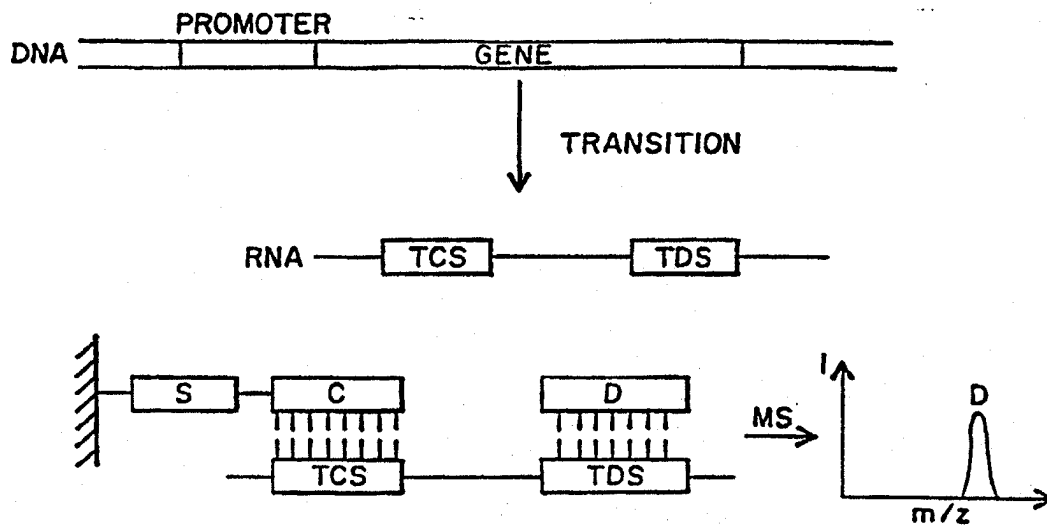 PROMOTER
DNA
GENE
TRANSITION
RNA
TCS
TDS
S
C
D
TCS
TDS
MS
I
D
m/z